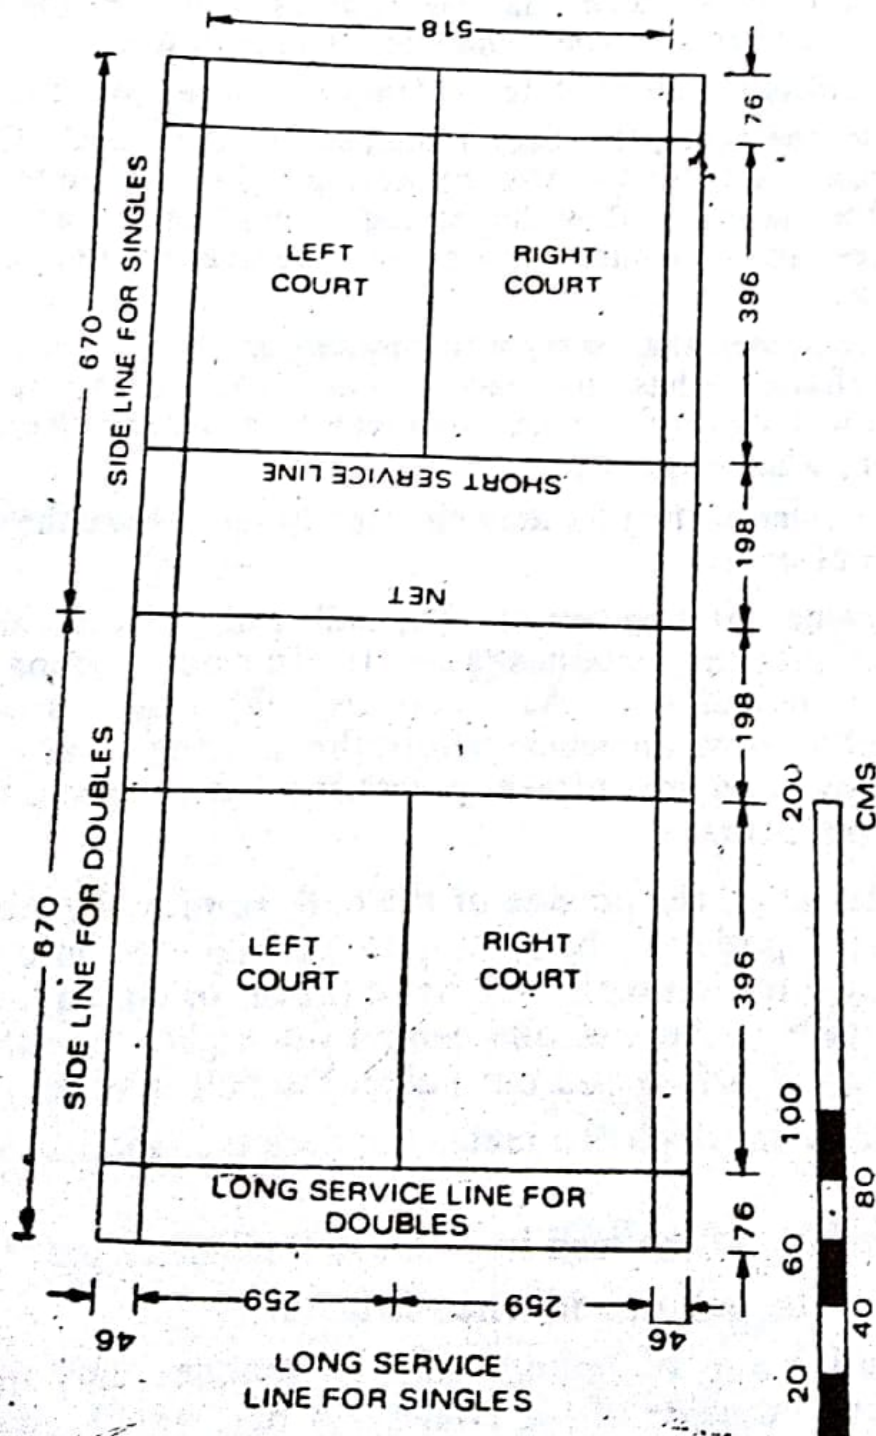 518
76
LEFT
COURT
RIGHT
COURT
396
670
SIDE LINE FOR SINGLES
SHORT SERVICE LINE
198
NET
198
670
SIDE LINE FOR DOUBLES
LEFT
COURT
RIGHT
COURT
396
LONG SERVICE LINE FOR
DOUBLES
76
46
259
259
46
LONG SERVICE
LINE FOR SINGLES
200
CMS
100
80
60
40
20